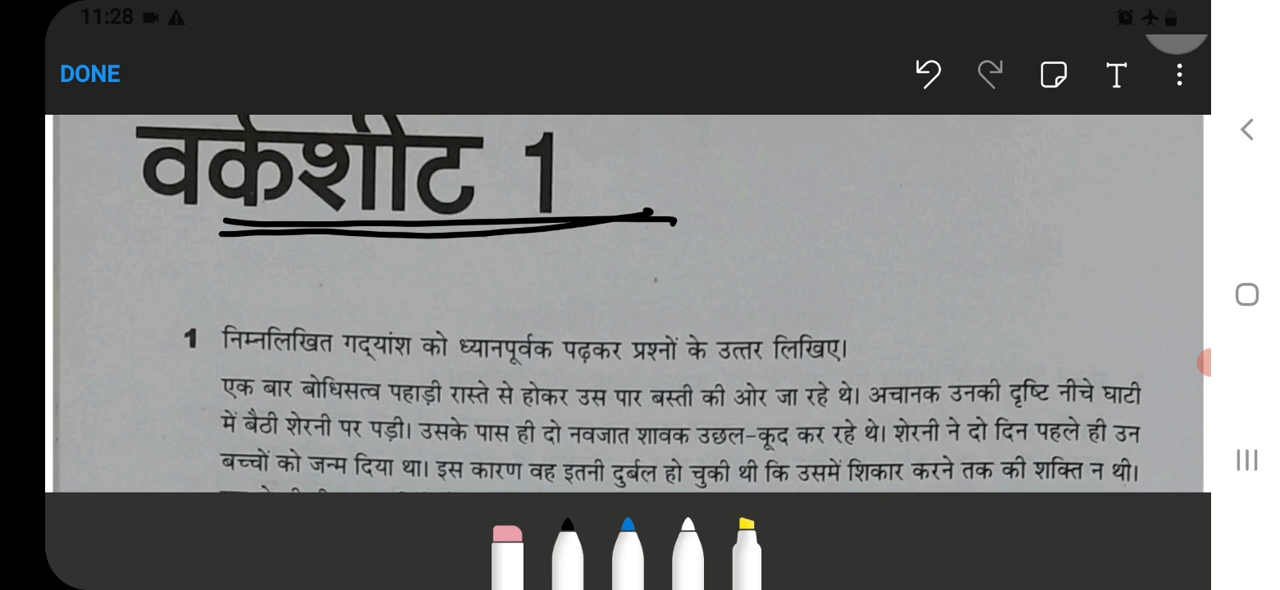 11:28
DONE
T
वर्कशीट 1
1 निम्नलिखित गद्यांश को ध्यानपूर्वक पढ़कर प्रश्नों के उत्तर लिखिए।
एक बार बोधिसत्व पहाड़ी रास्ते से होकर उस पार बस्ती की ओर जा रहे थे। अचानक उनकी दृष्टि नीचे घाटी
में बैठी शेरनी पर पड़ी। उसके पास ही दो नवजात शावक उछल-कूद कर रहे थे। शेरनी ने दो दिन पहले ही उन
बच्चों को जन्म दिया था। इस कारण वह इतनी दुर्बल हो चुकी थी कि उसमें शिकार करने तक की शक्ति न थी।